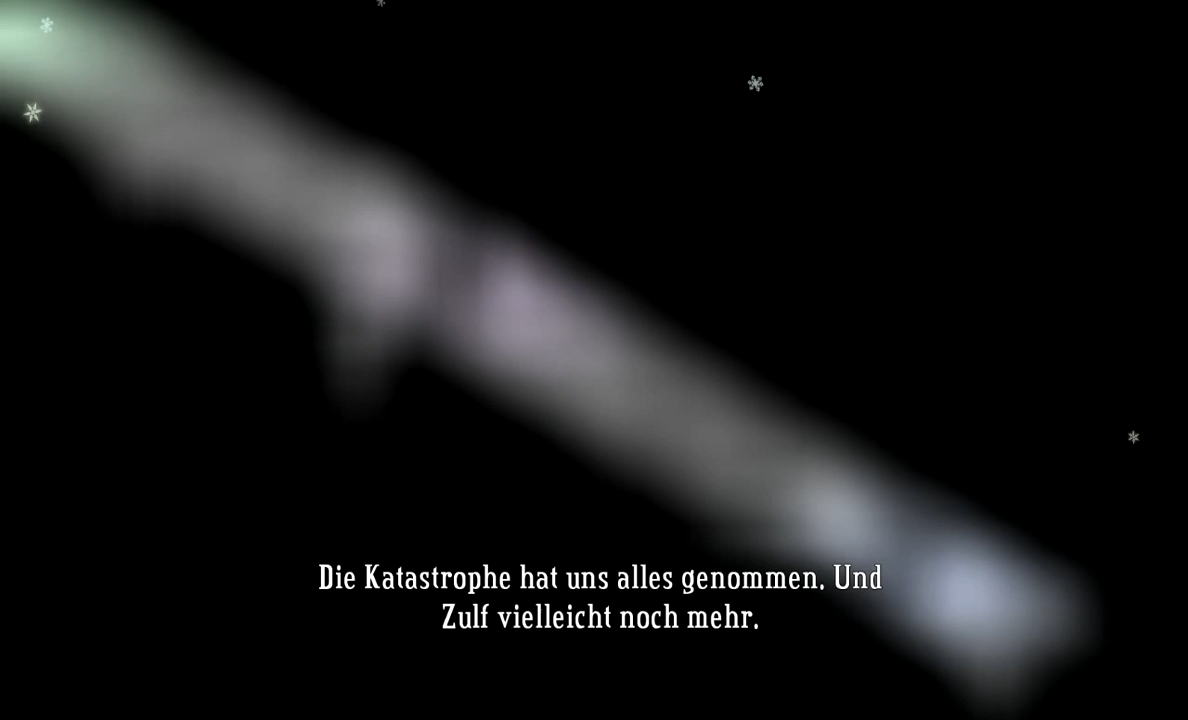 Die Katastrophe hat uns alles genommen. Und
Zulf vielleicht noch mehr.